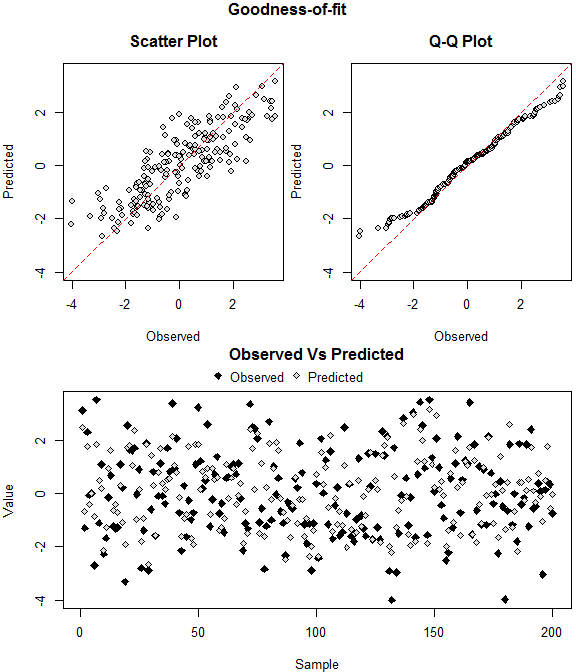 Goodness-of-fit
Scatter Plot
Q-Q Plot
Predicted
2
0
-2
-4
-4 -2 0 2
Observed
Predicted
2
0
-2
-4
-4 -2 0 2
Observed
Observed Vs Predicted
Observed Predicted
Value
2
0
-2
-4
0 50 100 150 200
Sample